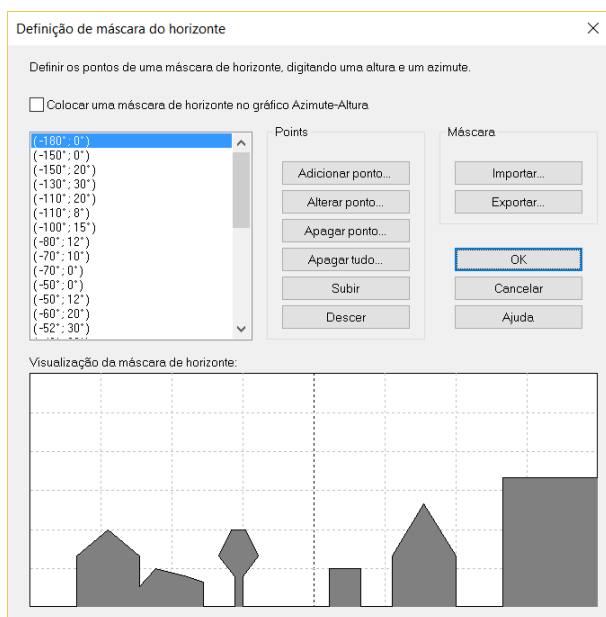 Definição de máscara do horizonte
Definir os pontos de uma máscara de horizonte, digitando uma altura e um azimute.
Colocar uma máscara de horizonte no gráfico Azimute-Altura
(-180°; 0°)
(-150°; 0°)
(-150°; 20°)
(-130°; 30°)
(-110°; 20°)
(-110°; 8°)
(-100°; 15°)
(-80°; 12°)
(-70°; 10°)
(-70°; 0°)
(-50°; 0°)
(-50°; 12°)
(-60°; 20°)
(-52°; 30°)
Points
Adicionar ponto...
Alterar ponto...
Apagar ponto...
Apagar tudo...
Subir
Descer
Máscara
Importar...
Exportar...
OK
Cancelar
Ajuda
Visualização da máscara de horizonte: